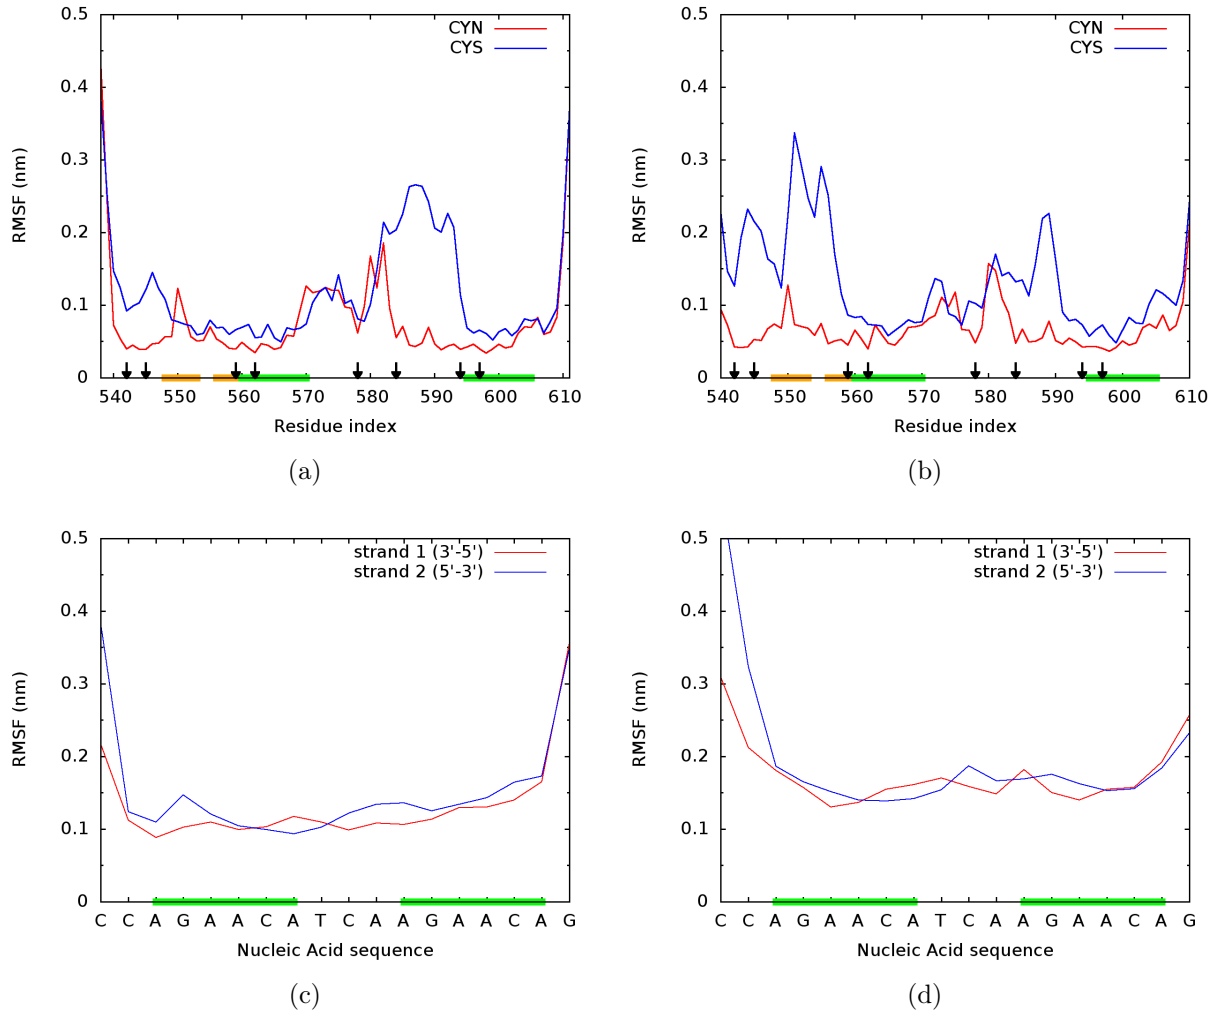 0.5
0.4
0.3
0.2
0.1
0
RMSF (nm)
CYN
CYS
540 550 560 570 580 590 600 610
Residue index
(a)
0.5
0.4
0.3
0.2
0.1
0
RMSF (nm)
CYN
CYS
540 550 560 570 580 590 600 610
Residue index
(b)
0.5
0.4
0.3
0.2
0.1
0
RMSF (nm)
strand 1 (3'-5')
strand 2 (5'-3')
C C A G A A C A T C A A G A A C A G
Nucleic Acid sequence
(c)
0.5
0.4
0.3
0.2
0.1
0
RMSF (nm)
strand 1 (3'-5')
strand 2 (5'-3')
C C A G A A C A T C A A G A A C A G
Nucleic Acid sequence
(d)